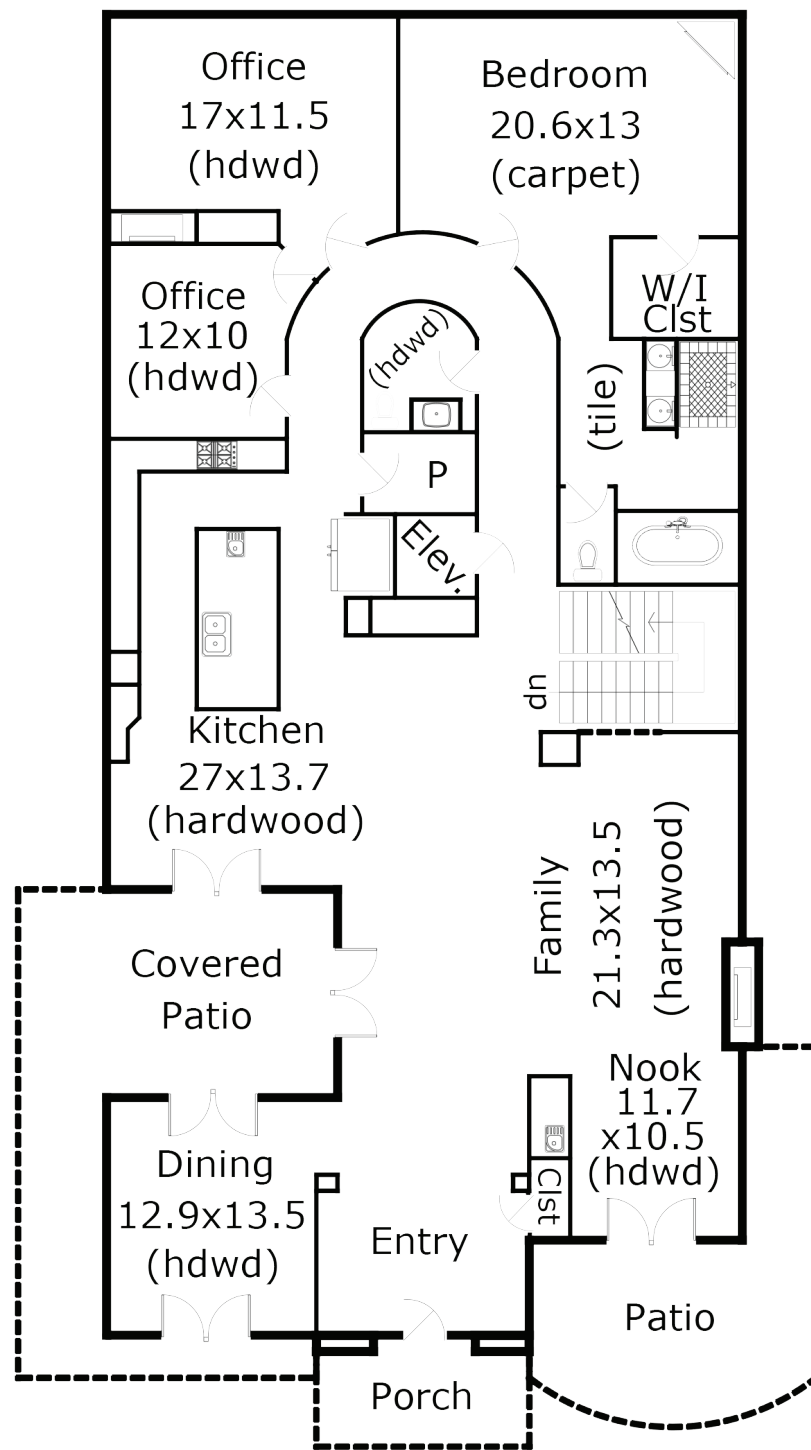 Office
17x11.5
(hdwd)
Bedroom
20.6x13
(carpet)
Office
12x10
(hdwd)
(hdwd)
W/I
Clst
(tile)
P
Elev.
dn
Kitchen
27x13.7
(hardwood)
Family
21.3x13.5
(hardwood)
Covered
Patio
Nook
11.7
x10.5
(hdwd)
Dining
12.9x13.5
(hdwd)
Clst
Entry
Patio
Porch